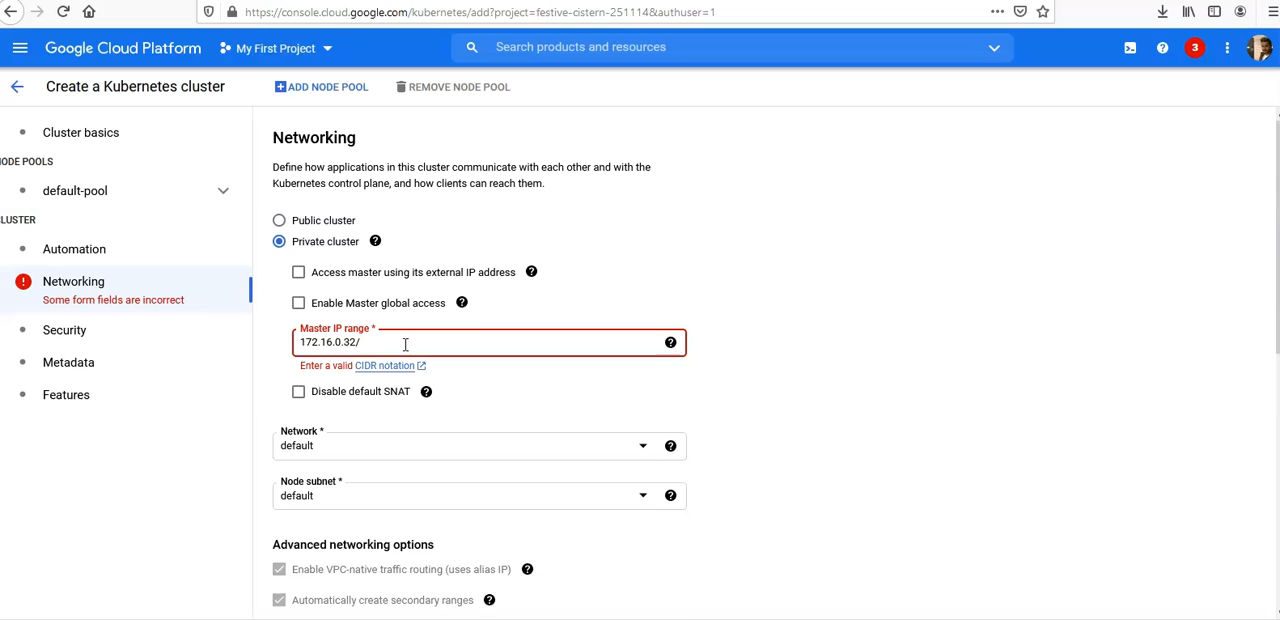 https://console.cloud.google.com/kubernetes/add?project=festive-cistern-251114&authuser=1
Google Cloud Platform
My First Project
Search products and resources
3
Create a Kubernetes cluster
ADD NODE POOL
REMOVE NODE POOL
Cluster basics
ODE POOLS
default-pool
LUSTER
Automation
Networking
Some form fields are incorrect
Security
Metadata
Features
Networking
Define how applications in this cluster communicate with each other and with the
Kubernetes control plane, and how clients can reach them.
Public cluster
Private cluster
Access master using its external IP address
Enable Master global access
Master IP range *
172.16.0.32/
Enter a valid CIDR notation
Disable default SNAT
Network *
default
Node subnet *
default
Advanced networking options
Enable VPC-native traffic routing (uses alias IP)
Automatically create secondary ranges